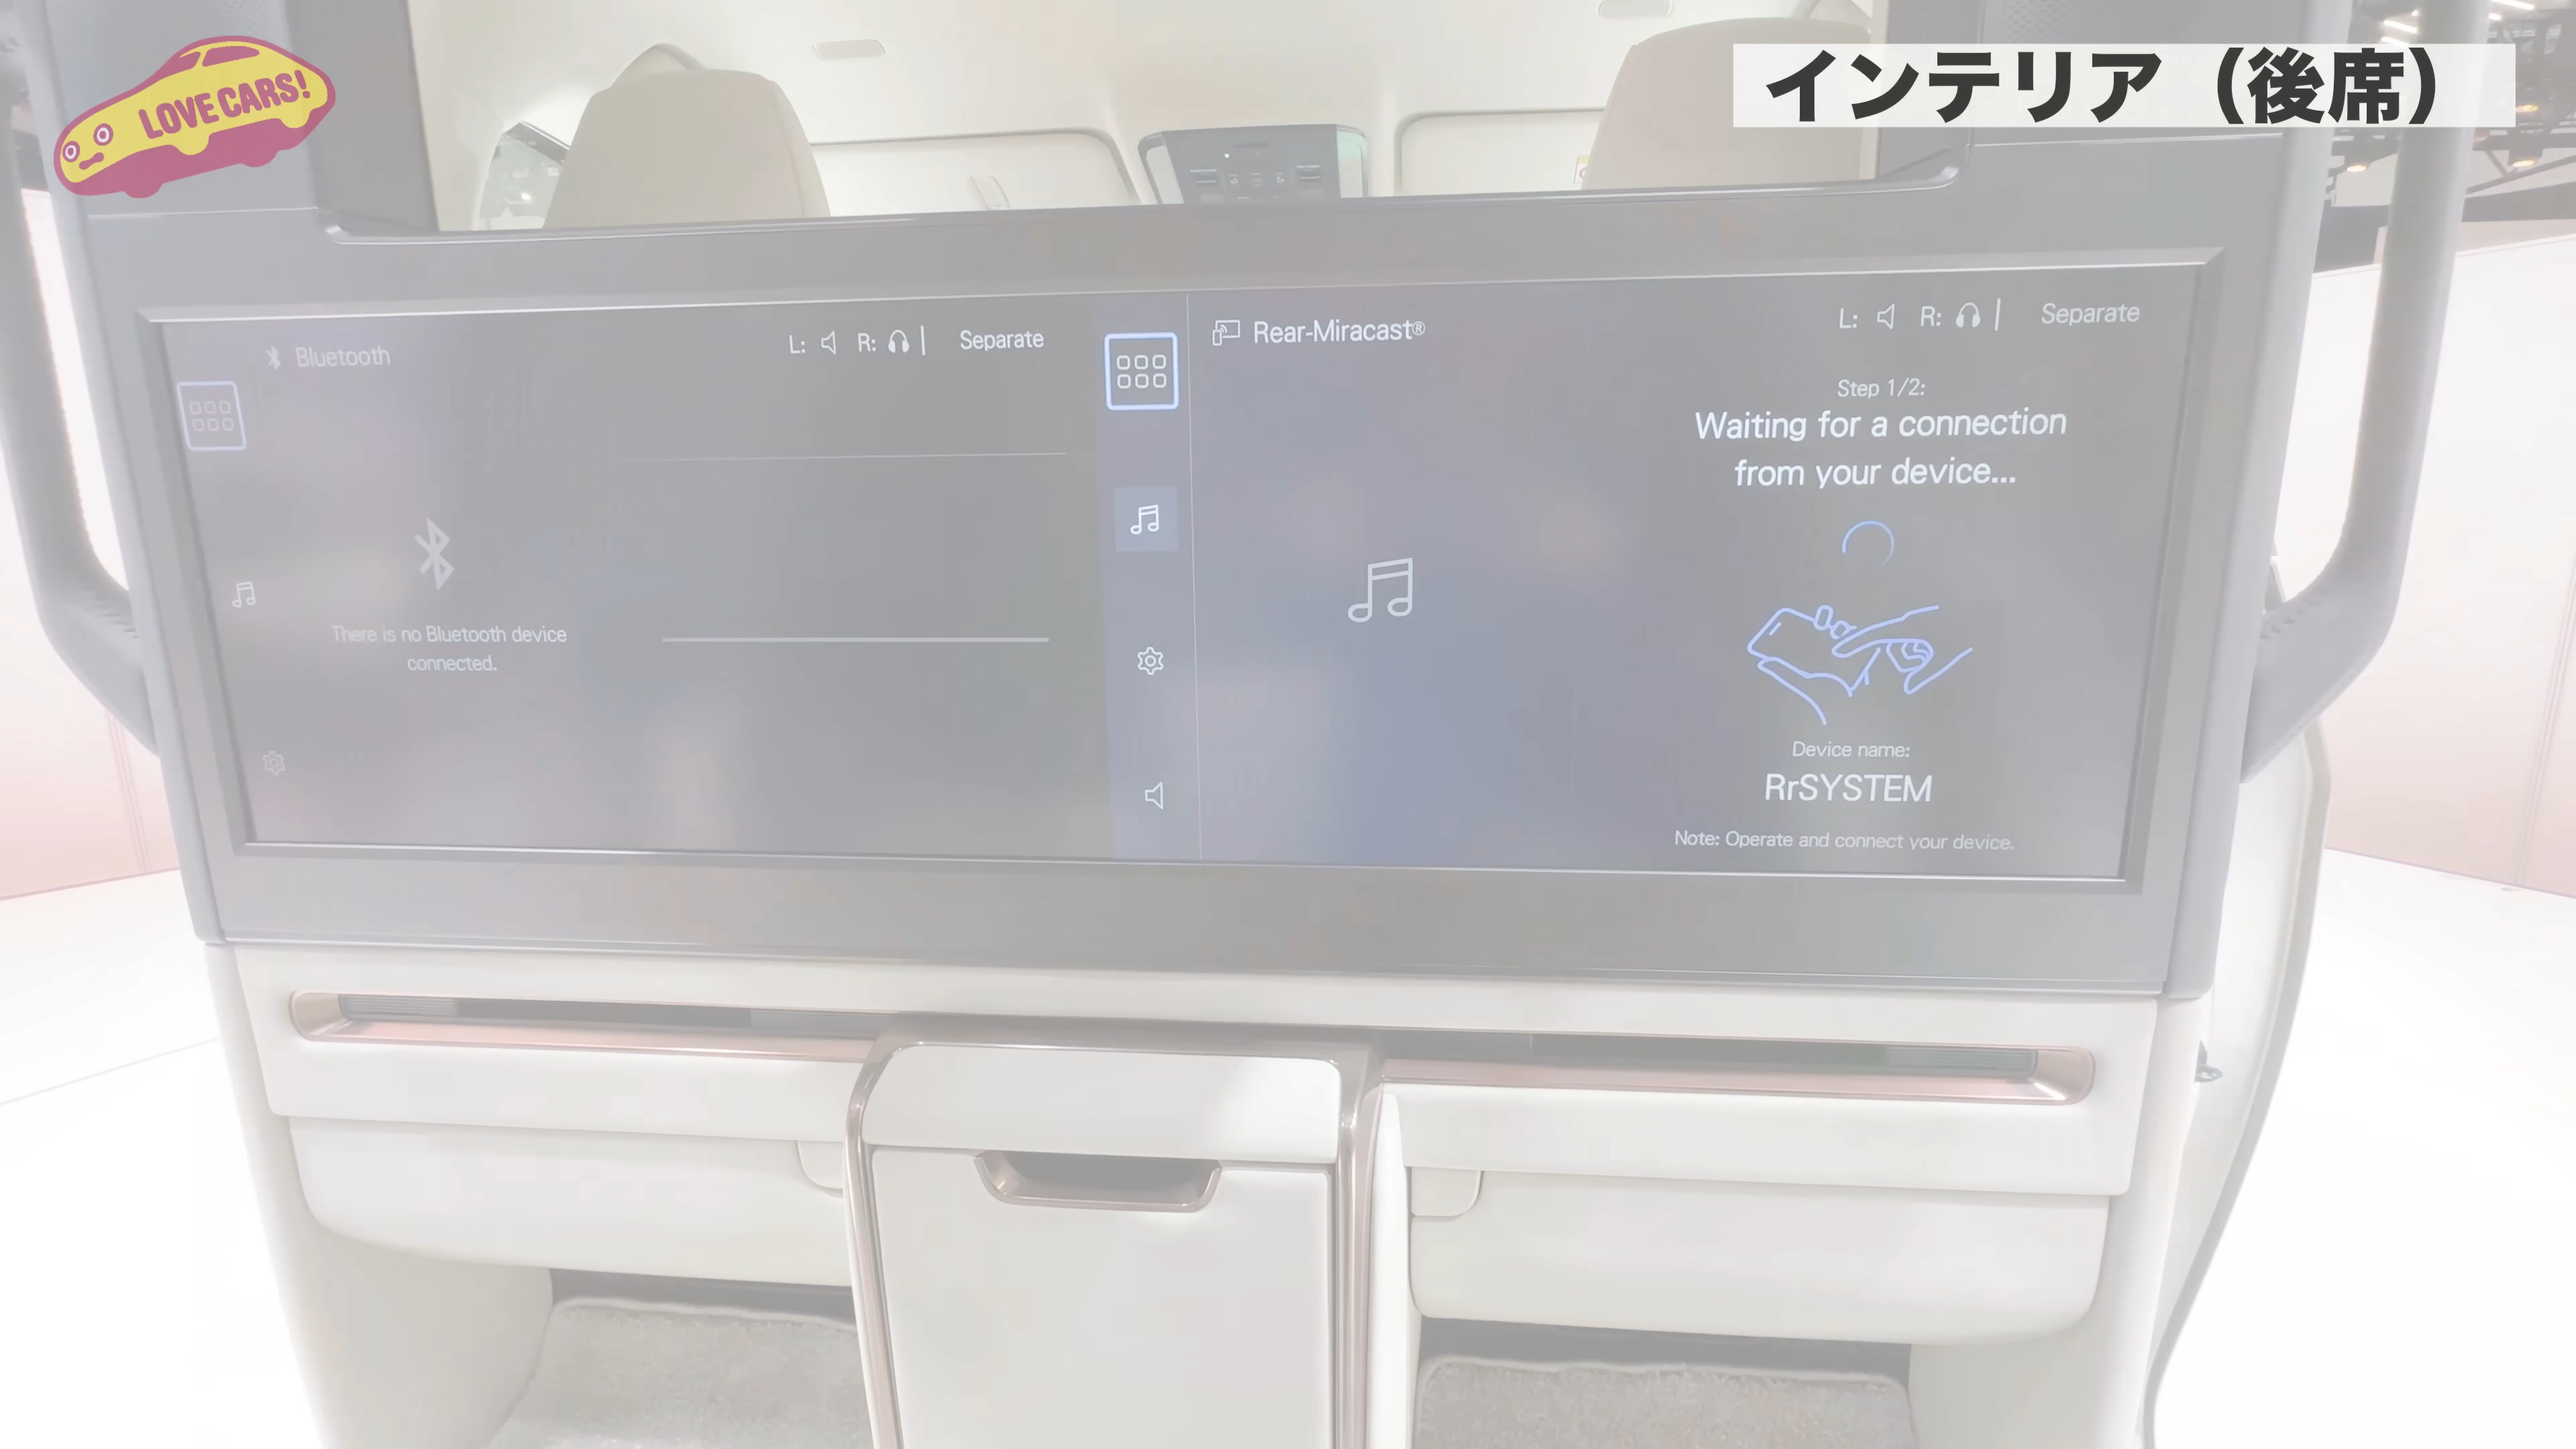 LOVE CARS!
インテリア（後席）
Bluetooth
L: R: | Separate
There is no Bluetooth device
connected.
Rear-Miracast®
L: R: | Separate
Step 1/2:
Waiting for a connection
from your device...
Device name:
RrSYSTEM
Note: Operate and connect your device.